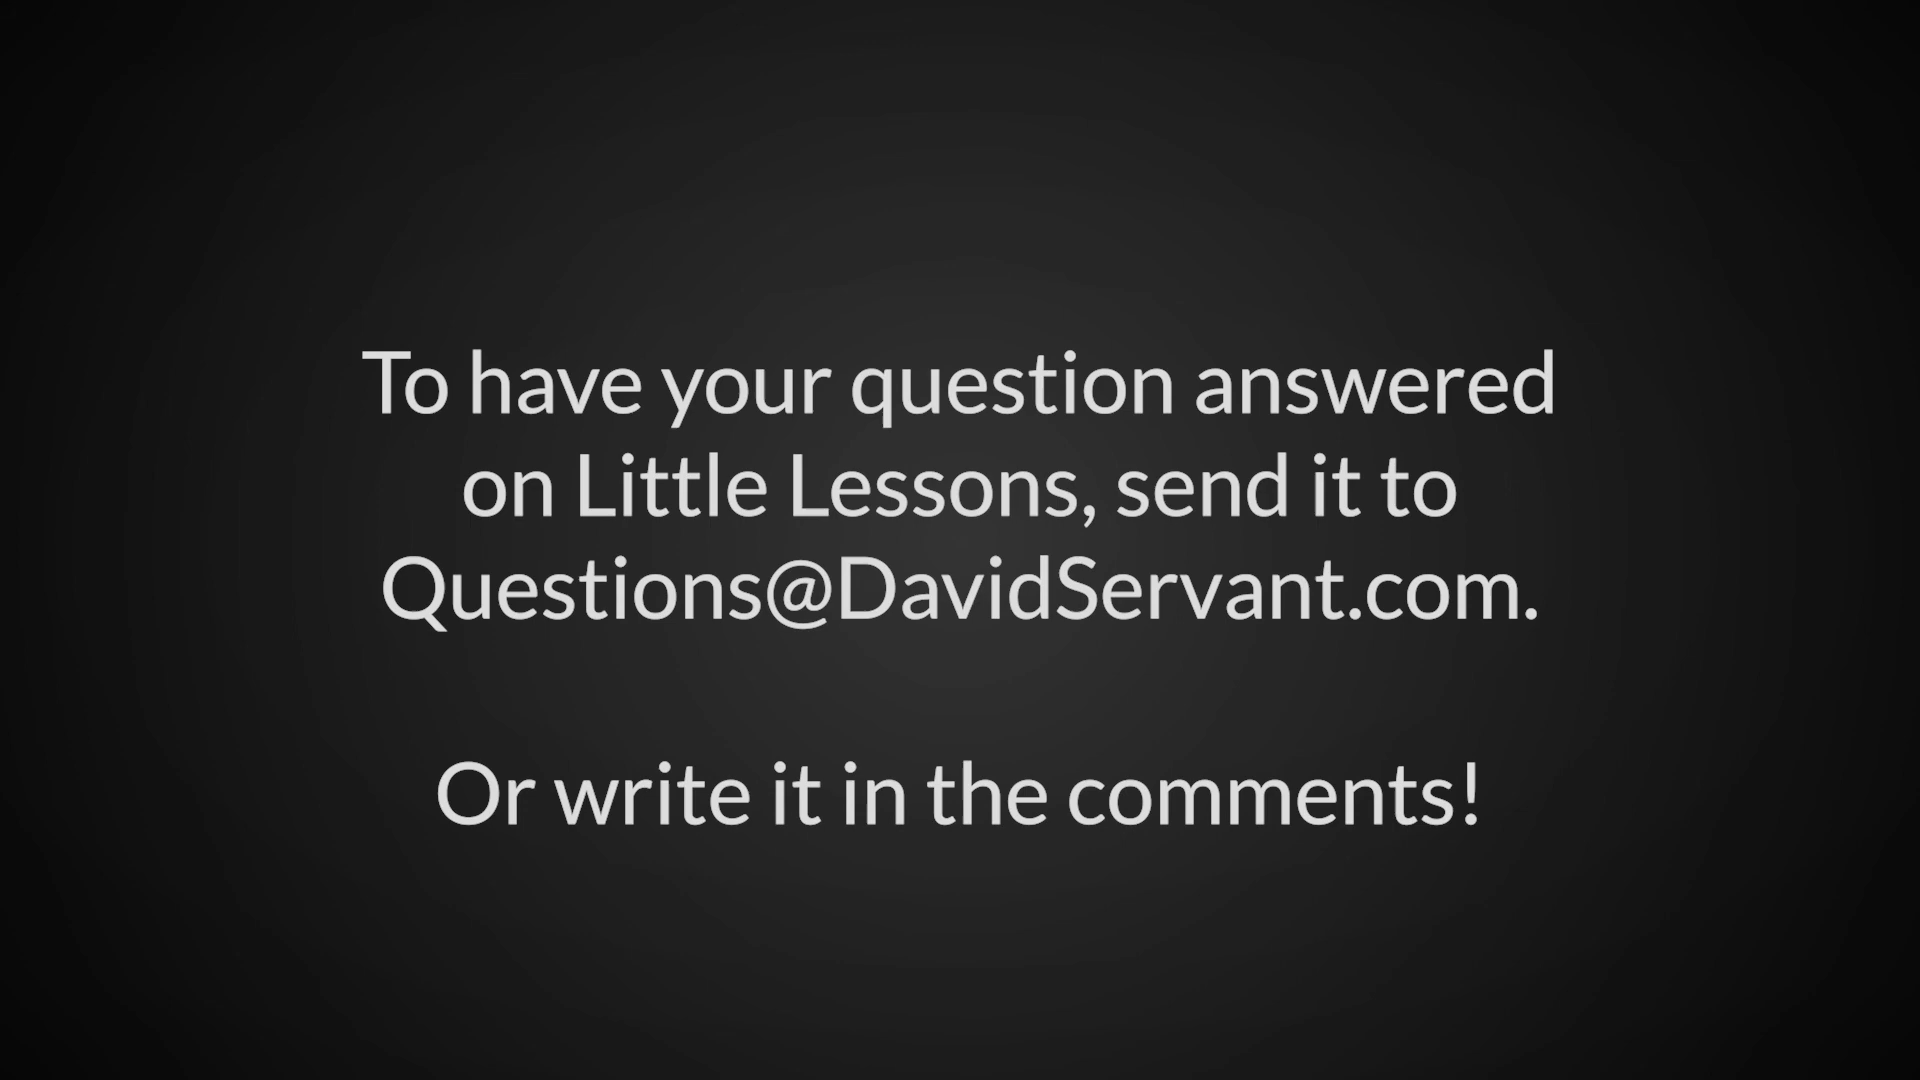 To have your question answered
on Little Lessons, send it to
Questions@DavidServant.com.
Or write it in the comments!